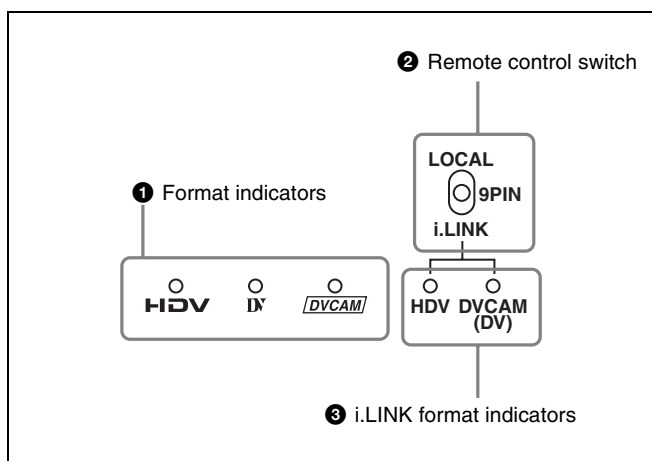 ❷ Remote control switch
LOCAL
9PIN
i.LINK
❶ Format indicators
HDV
DV
DVCAM
HDV
DVCAM
(DV)
❸ i.LINK format indicators